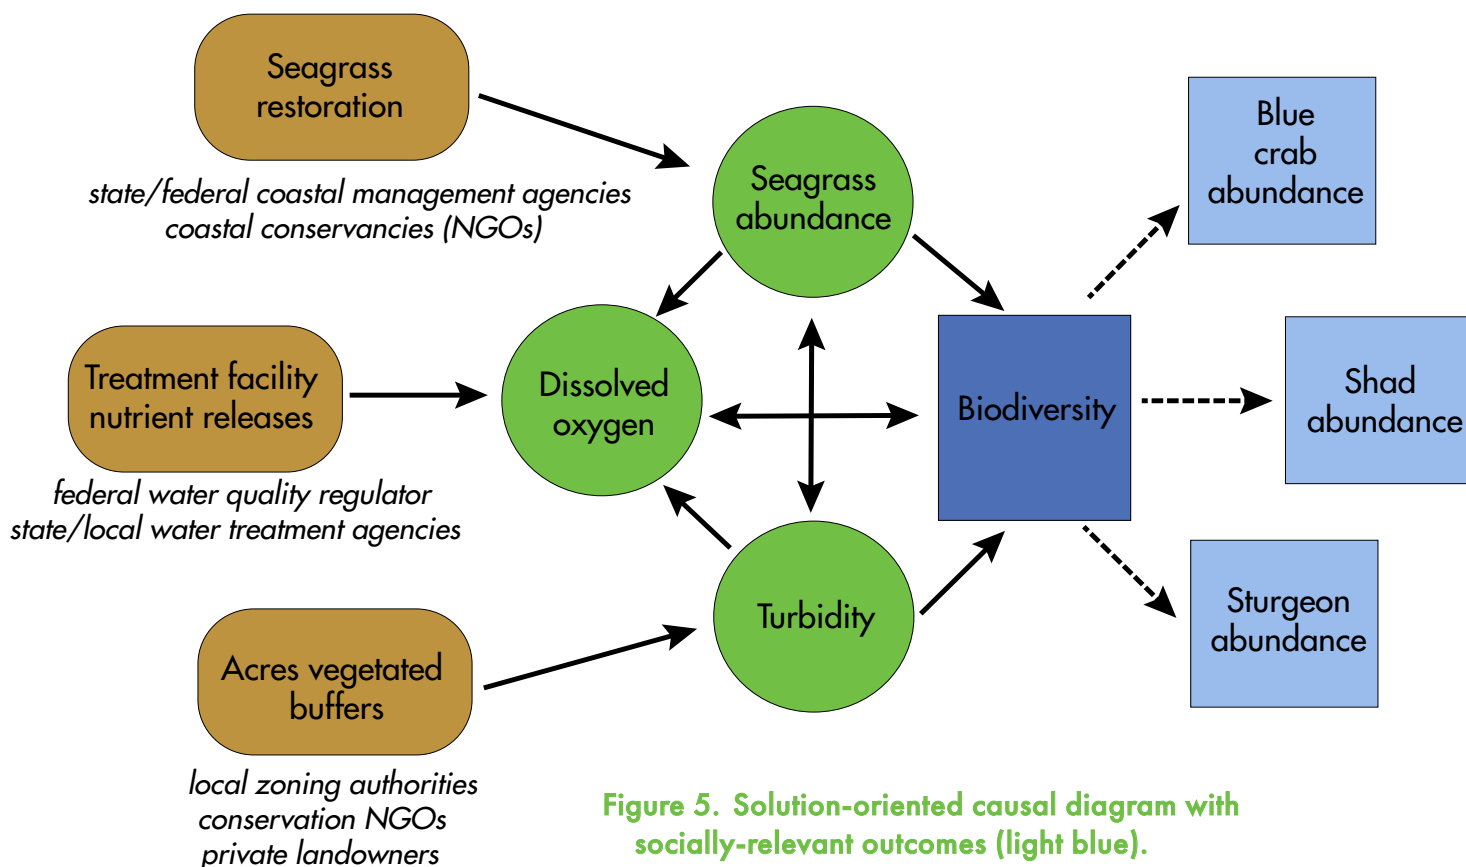 Seagrass
restoration
state/federal coastal management agencies
coastal conservancies (NGOs)
Treatment facility
nutrient releases
federal water quality regulator
state/local water treatment agencies
Acres vegetated
buffers
local zoning authorities
conservation NGOs
private landowners
Seagrass
abundance
Dissolved
oxygen
Turbidity
Biodiversity
Blue
crab
abundance
Shad
abundance
Sturgeon
abundance
Figure 5. Solution-oriented causal diagram with
socially-relevant outcomes (light blue).